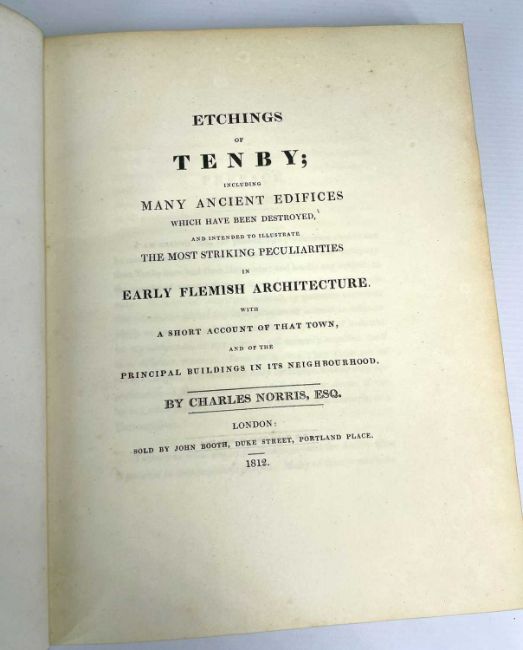 ETCHINGS
OF
TENBY;
INCLUDING
MANY ANCIENT EDIFICES
WHICH HAVE BEEN DESTROYED,
AND INTENDED TO ILLUSTRATE
THE MOST STRIKING PECULIARITIES
IN
EARLY FLEMISH ARCHITECTURE.
WITH
A SHORT ACCOUNT OF THAT TOWN,
AND OF THE
PRINCIPAL BUILDINGS IN ITS NEIGHBOURHOOD.
BY CHARLES NORRIS, ESQ.
LONDON:
SOLD BY JOHN BOOTH, DUKE STREET, PORTLAND PLACE.
1812.